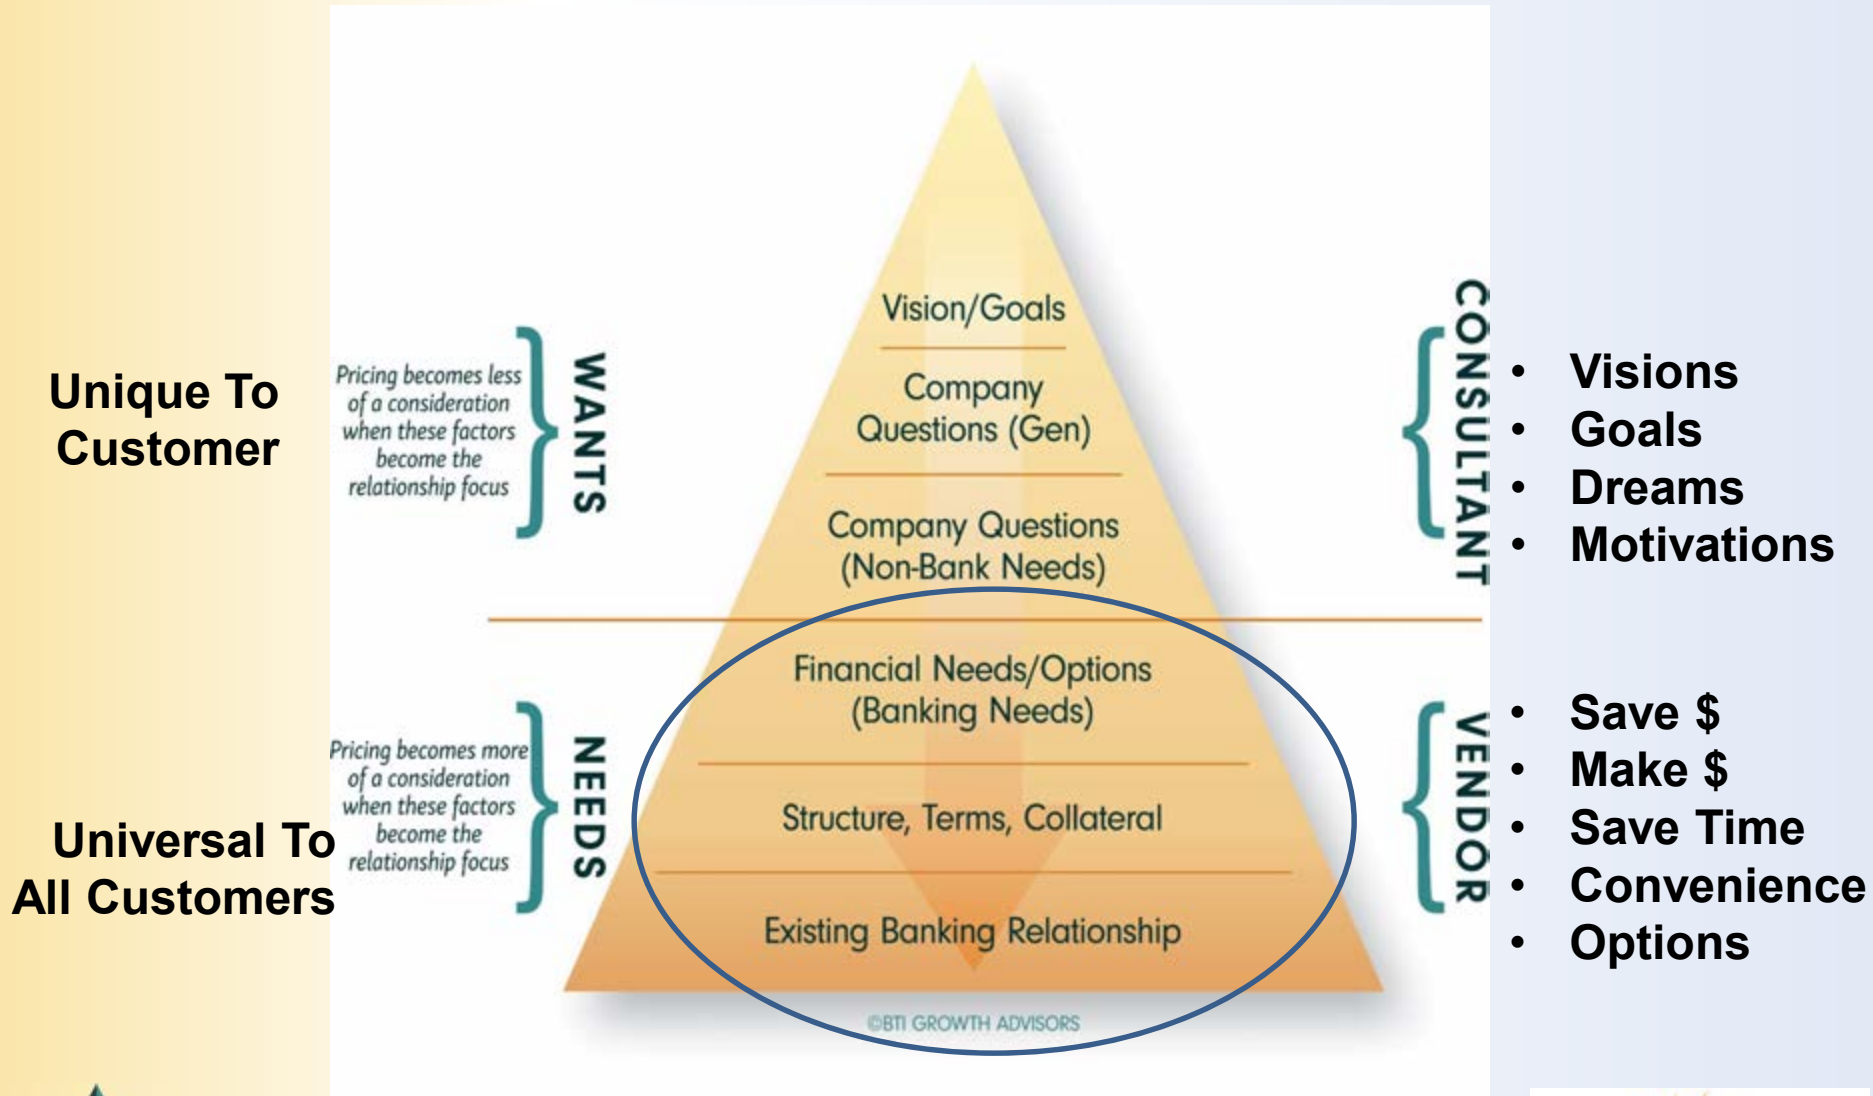 Unique To
Customer
Pricing becomes less
of a consideration
when these factors
become the
relationship focus
WANTS
Vision/Goals
Company
Questions (Gen)
Company Questions
(Non-Bank Needs)
CONSULTANT
• Visions
• Goals
• Dreams
• Motivations
Universal To
All Customers
Pricing becomes more
of a consideration
when these factors
become the
relationship focus
NEEDS
Financial Needs/Options
(Banking Needs)
Structure, Terms, Collateral
Existing Banking Relationship
VENDOR
• Save $
• Make $
• Save Time
• Convenience
• Options
©BTI GROWTH ADVISORS